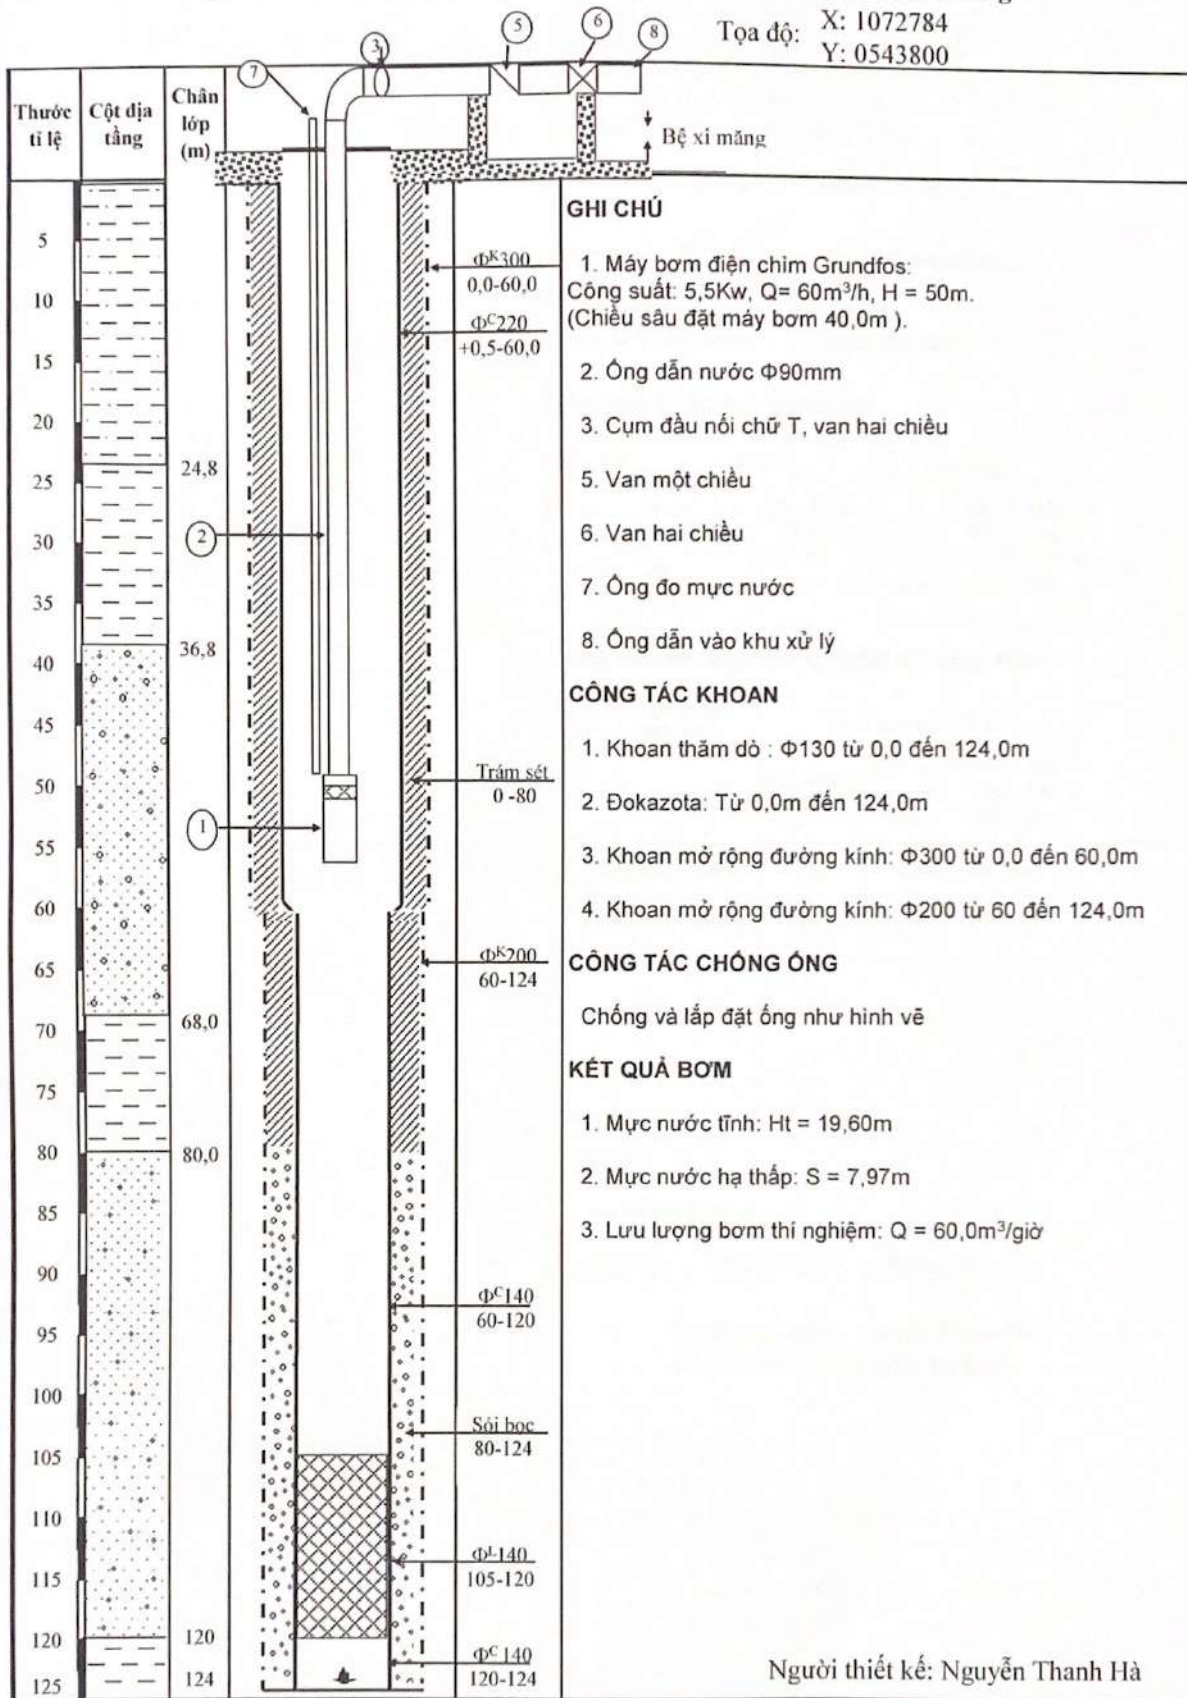 Tọa độ: X: 1072784
Y: 0543800
3
5
6
8
7
Thước tỉ lệ
Cột địa tầng
Chân lớp (m)
Bệ xi măng
5
10
15
20
25
30
35
40
45
50
55
60
65
70
75
80
85
90
95
100
105
110
115
120
125
24,8
36,8
68,0
80,0
120
124
2
1
ΦK300
0,0-60,0
ΦC220
+0,5-60,0
Trám sét
0 -80
ΦK200
60-124
ΦC140
60-120
Sỏi bọc
80-124
ΦL140
105-120
ΦC140
120-124
GHI CHÚ
1. Máy bơm điện chìm Grundfos:
Công suất: 5,5Kw, Q= 60m³/h, H = 50m.
(Chiều sâu đặt máy bơm 40,0m ).
2. Ống dẫn nước Φ90mm
3. Cụm đầu nối chữ T, van hai chiều
5. Van một chiều
6. Van hai chiều
7. Ống đo mực nước
8. Ống dẫn vào khu xử lý
CÔNG TÁC KHOAN
1. Khoan thăm dò : Φ130 từ 0,0 đến 124,0m
2. Đokazota: Từ 0,0m đến 124,0m
3. Khoan mở rộng đường kính: Φ300 từ 0,0 đến 60,0m
4. Khoan mở rộng đường kính: Φ200 từ 60 đến 124,0m
CÔNG TÁC CHỐNG ỐNG
Chống và lắp đặt ống như hình vẽ
KẾT QUẢ BƠM
1. Mực nước tĩnh: Ht = 19,60m
2. Mực nước hạ thấp: S = 7,97m
3. Lưu lượng bơm thí nghiệm: Q = 60,0m³/giờ
Người thiết kế: Nguyễn Thanh Hà